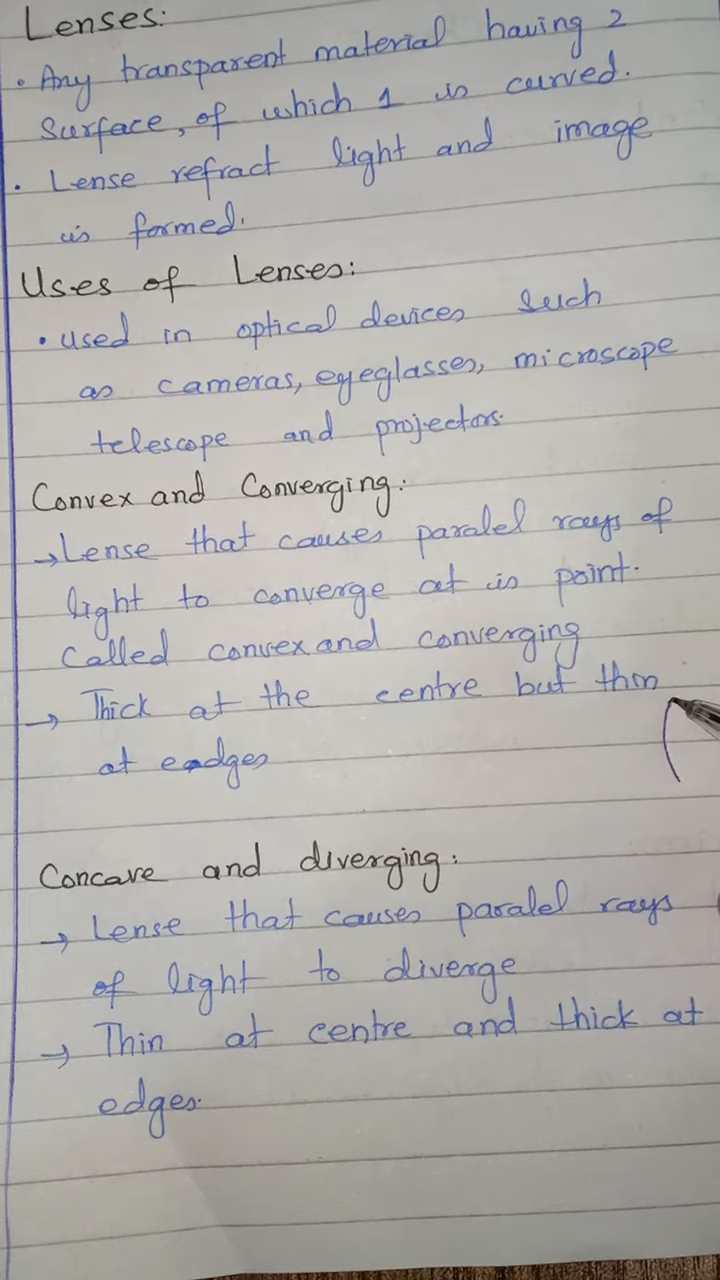 Lenses:
• Any transparent material having 2
Surface, of which 1 is curved.
• Lense refract light and image
is formed.
Uses of Lenses:
• used in optical devices such
as cameras, eyeglasses, microscope
telescope and projectors.
Convex and Converging:
→ Lense that causes paralel rays of
light to converge at is point.
Called convex and converging
→ Thick at the centre but thin
at edges
Concave and diverging:
→ Lense that causes paralel rays
of light to diverge
→ Thin at centre and thick at
edges.